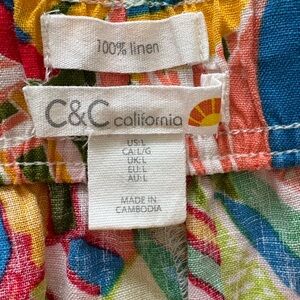 100% linen
C&C california
US:L
CA:L/G
UK:L
EU:L
AU:L
MADE IN
CAMBODIA